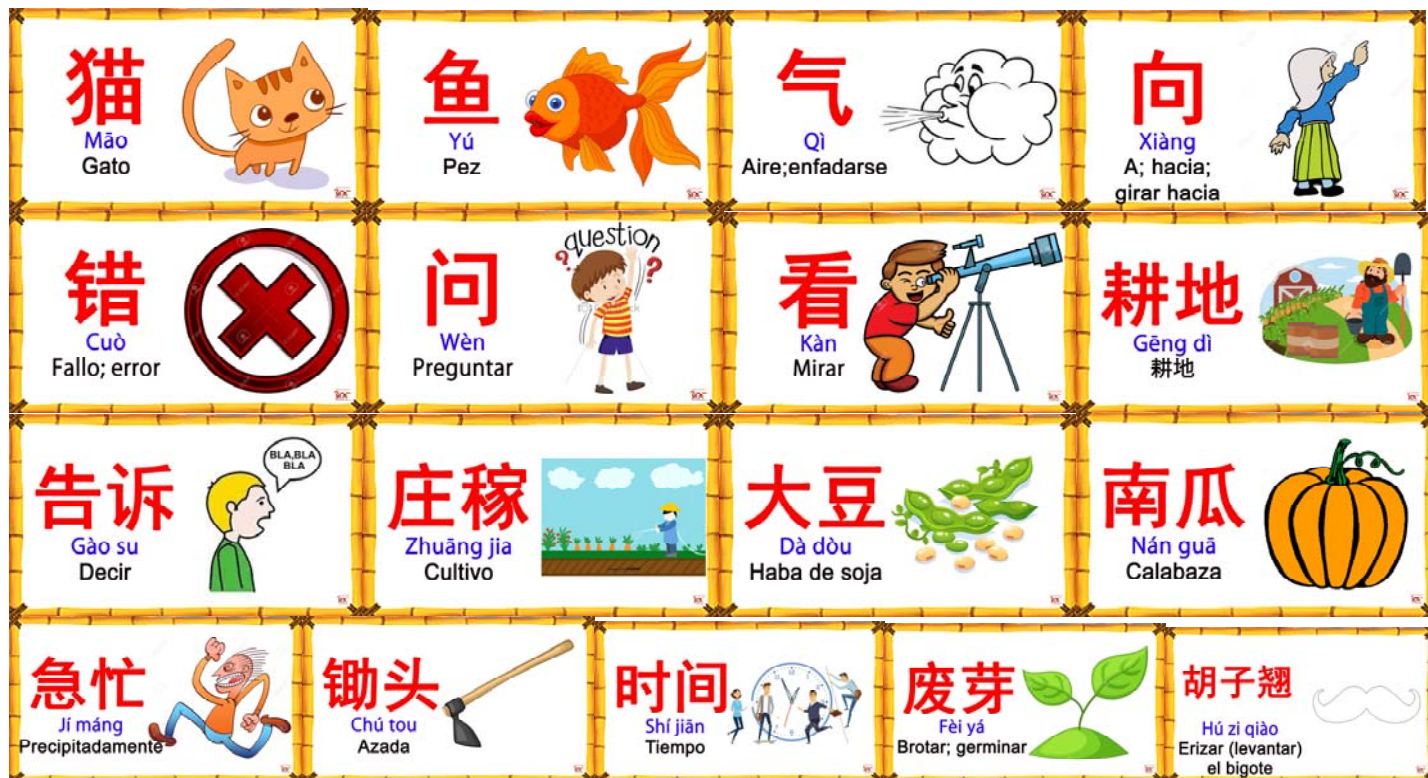 猫
Māo
Gato
鱼
Yú
Pez
气
Qì
Aire;enfadarse
向
Xiàng
A; hacia;
girar hacia
错
Cuò
Fallo; error
问
Wèn
Preguntar
question
? ?
看
Kàn
Mirar
耕地
Gēng dì
耕地
告诉
Gào su
Decir
BLA,BLA
BLA
庄稼
Zhuāng jia
Cultivo
大豆
Dà dòu
Haba de soja
南瓜
Nán guā
Calabaza
急忙
Jí máng
Precipitadamente
锄头
Chú tou
Azada
时间
Shí jiān
Tiempo
废芽
Fèi yá
Brotar; germinar
胡子翘
Hú zi qiào
Erizar (levantar)
el bigote